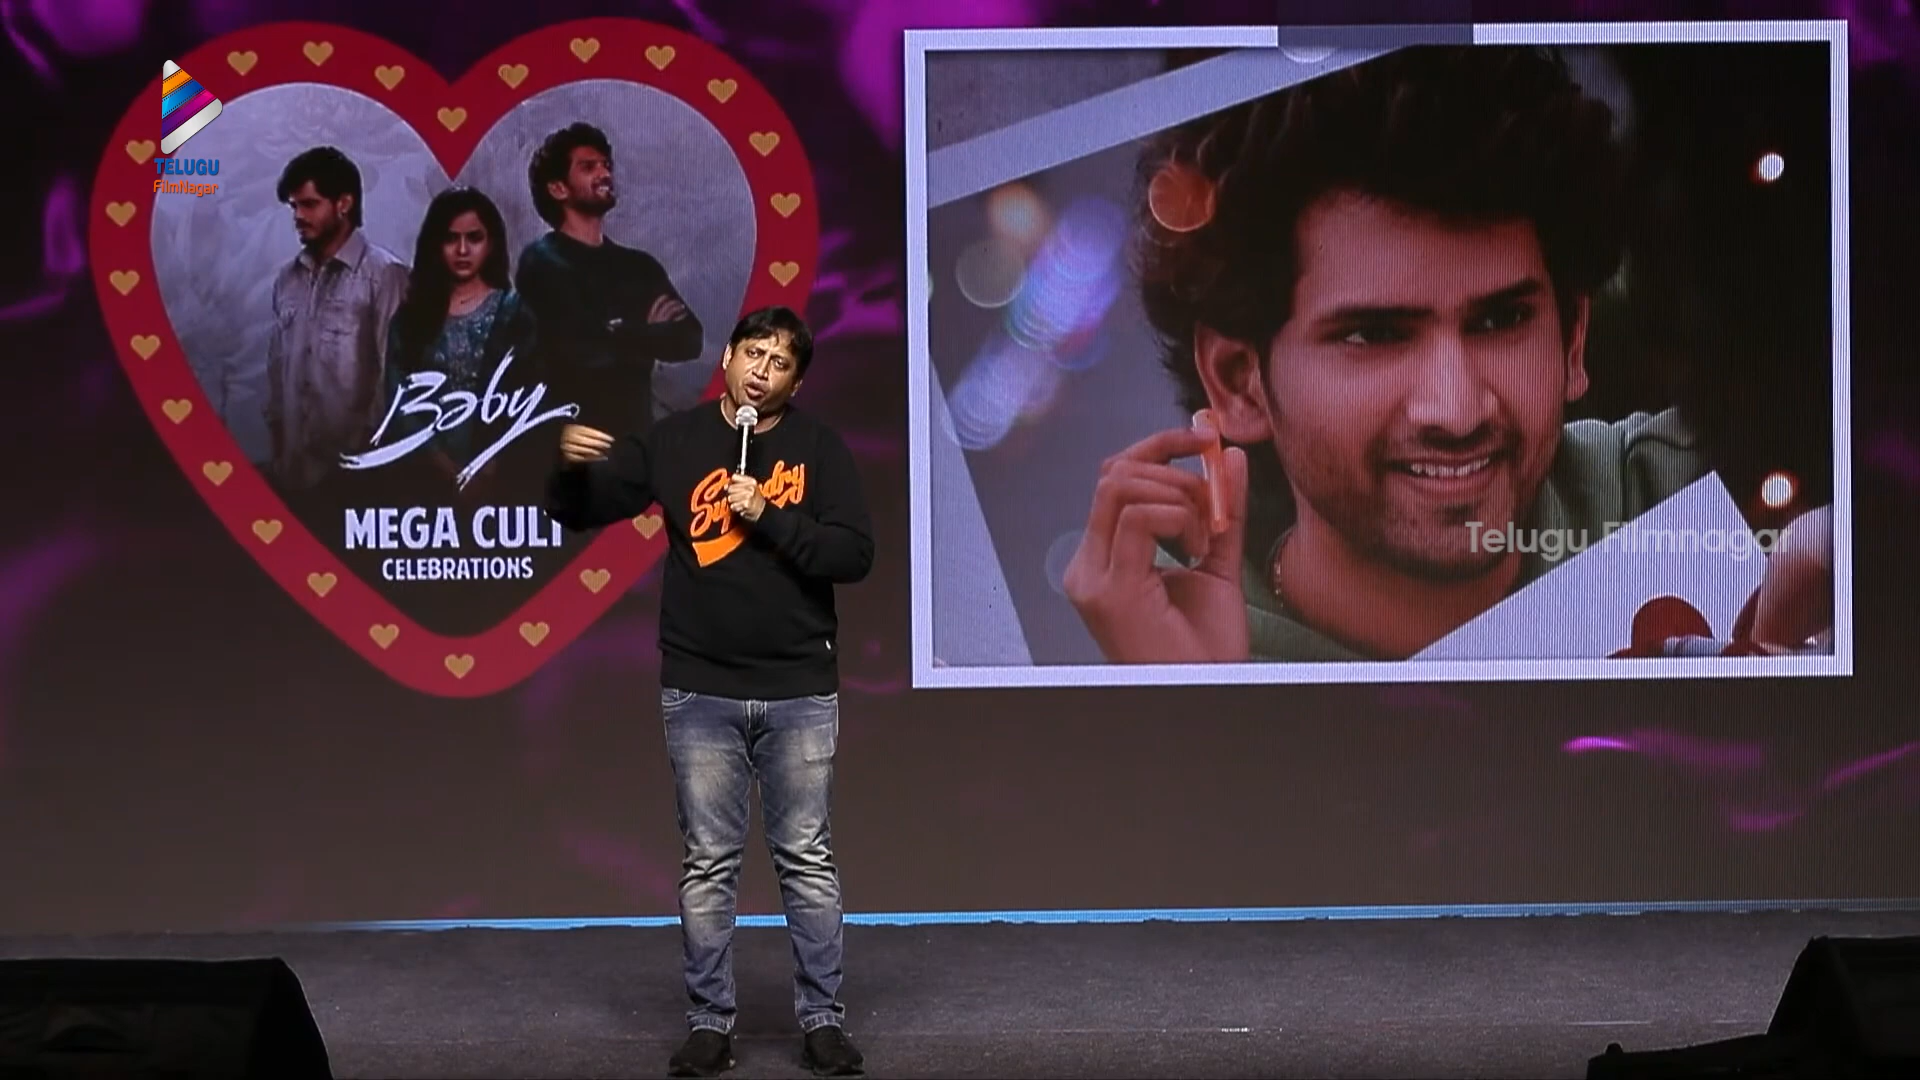 TELUGU
FilmNagar
Baby
MEGA CULT
CELEBRATIONS
Superdry
Telugu Filmnagar